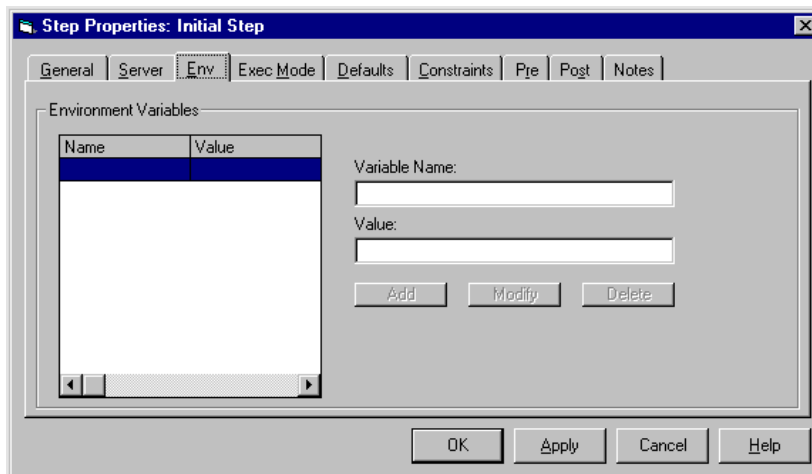 Step Properties: Initial Step
General Server Env Exec Mode Defaults Constraints Pre Post Notes
Environment Variables
Name Value
Variable Name:
Value:
Add Modify Delete
OK Apply Cancel Help